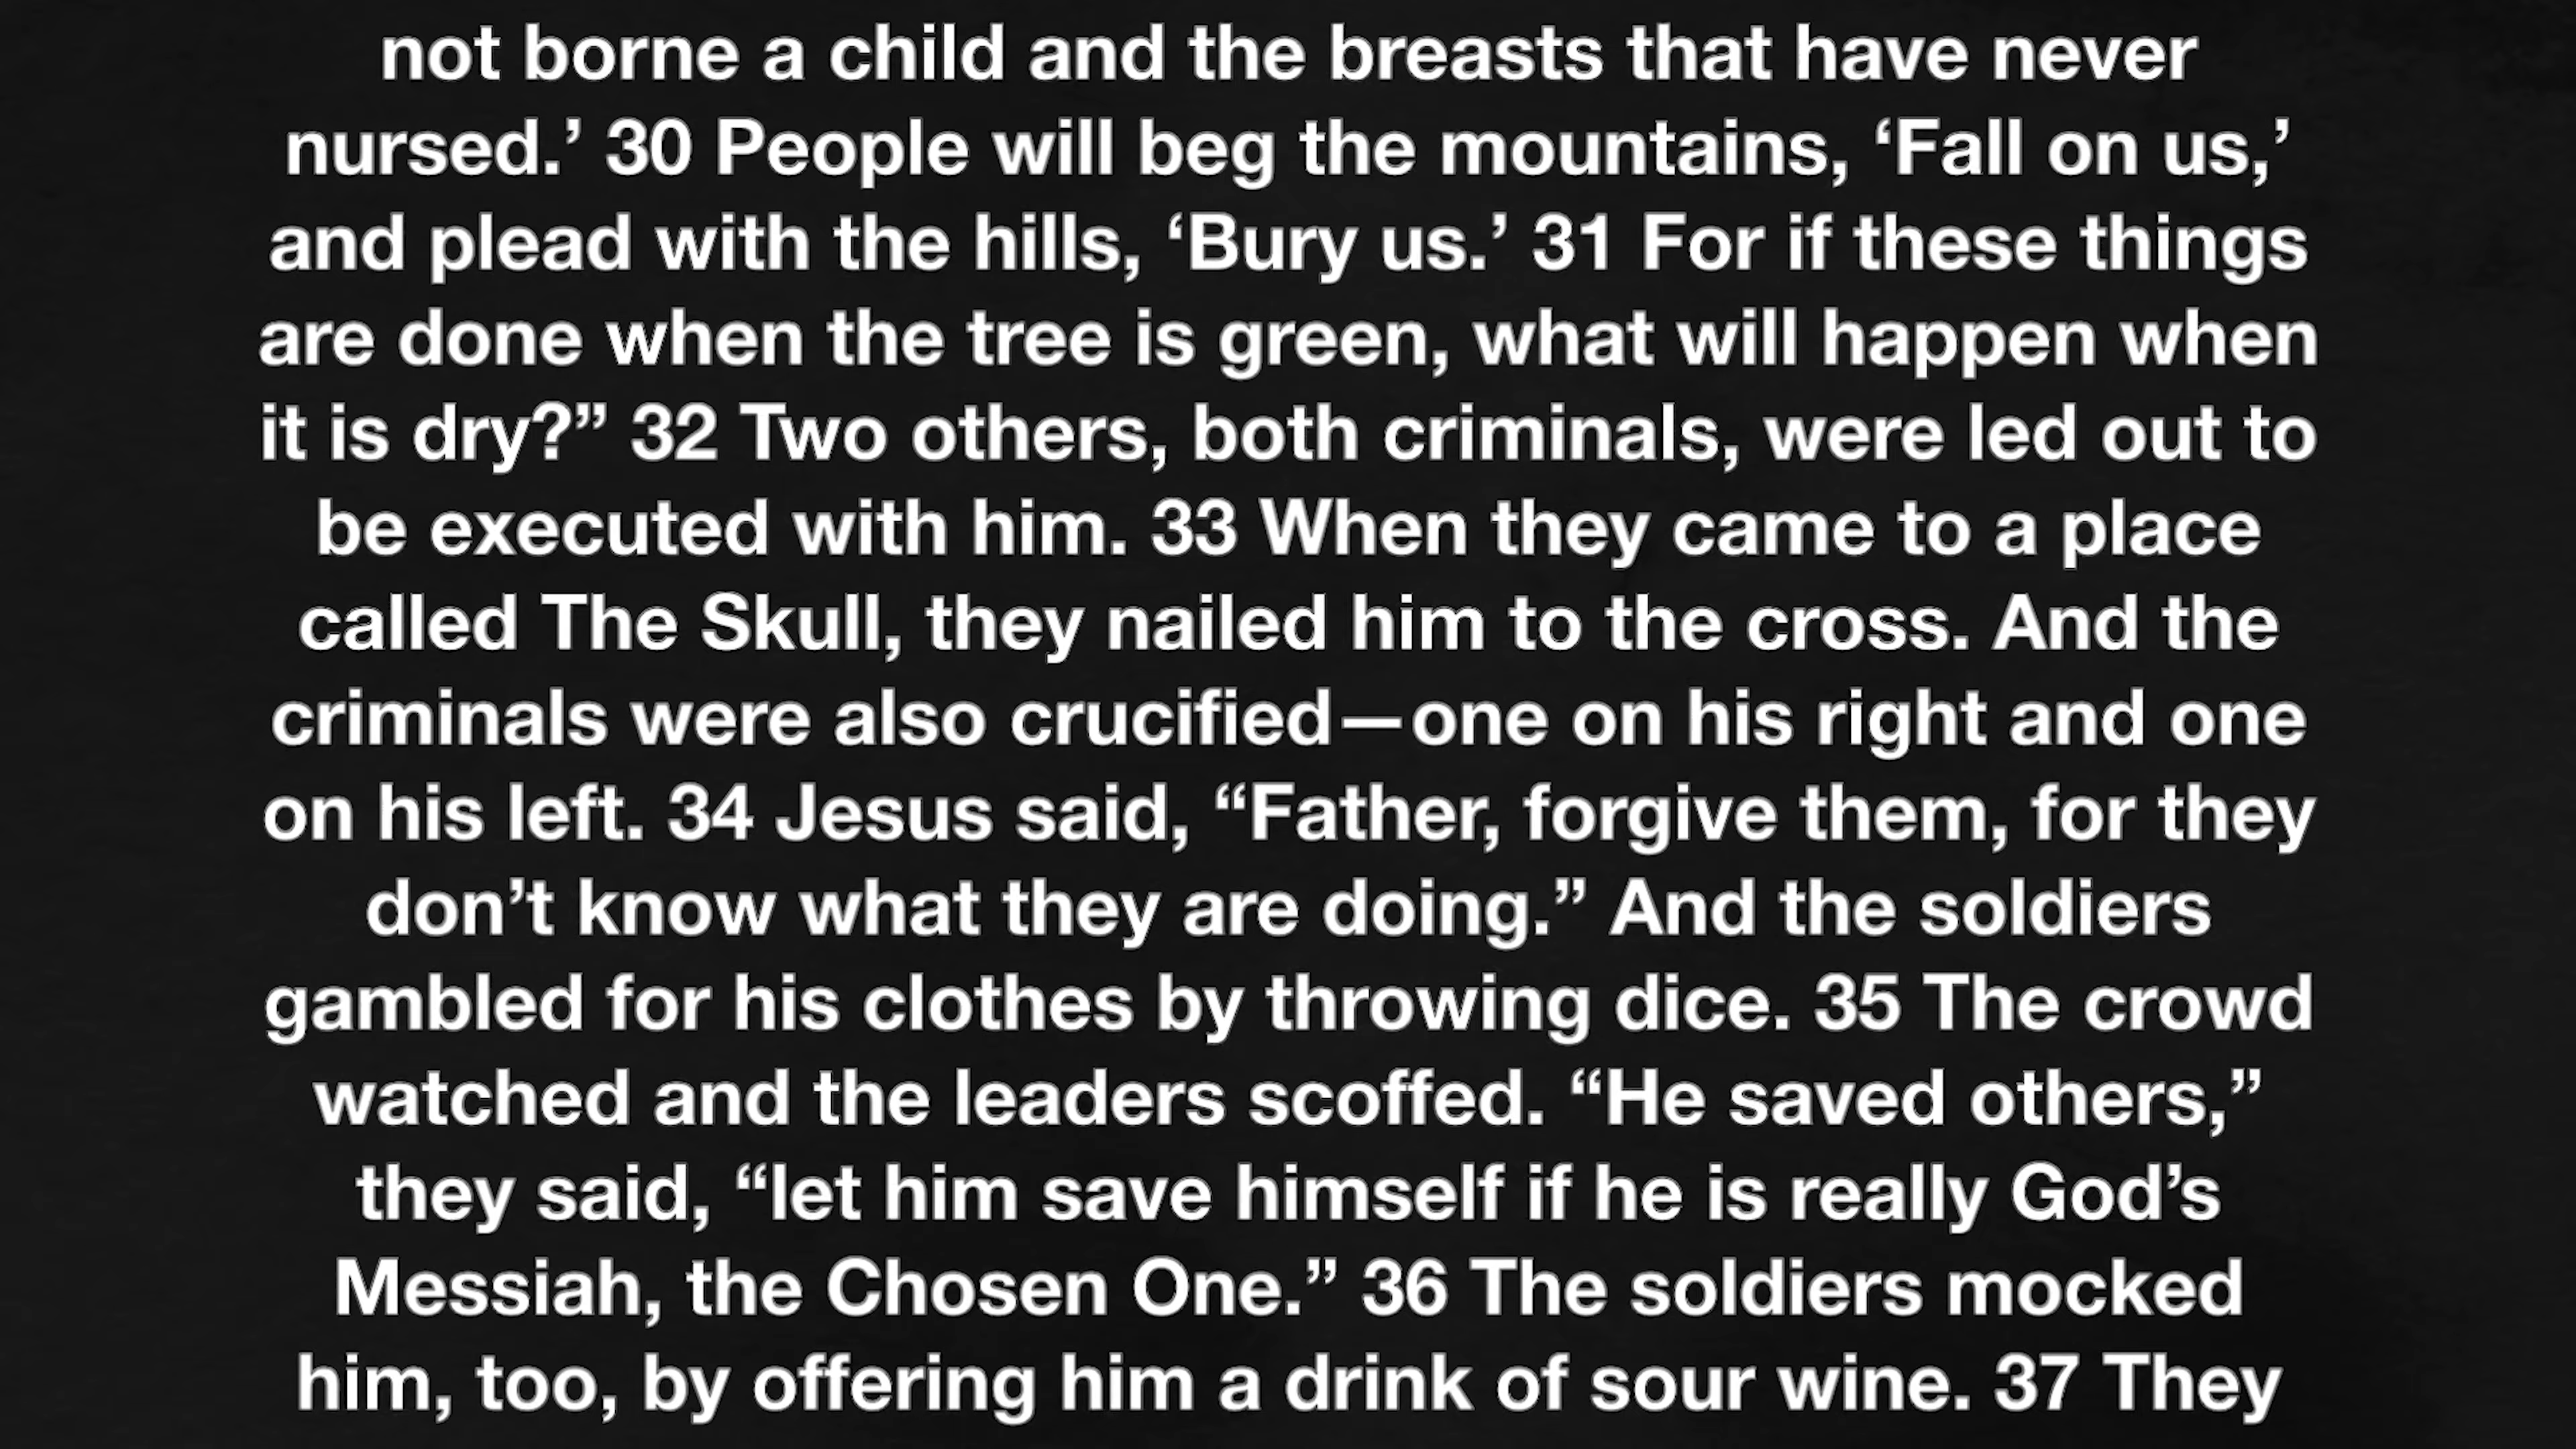 not borne a child and the breasts that have never
nursed.’ 30 People will beg the mountains, ‘Fall on us,’
and plead with the hills, ‘Bury us.’ 31 For if these things
are done when the tree is green, what will happen when
it is dry?” 32 Two others, both criminals, were led out to
be executed with him. 33 When they came to a place
called The Skull, they nailed him to the cross. And the
criminals were also crucified—one on his right and one
on his left. 34 Jesus said, “Father, forgive them, for they
don’t know what they are doing.” And the soldiers
gambled for his clothes by throwing dice. 35 The crowd
watched and the leaders scoffed. “He saved others,”
they said, “let him save himself if he is really God’s
Messiah, the Chosen One.” 36 The soldiers mocked
him, too, by offering him a drink of sour wine. 37 They